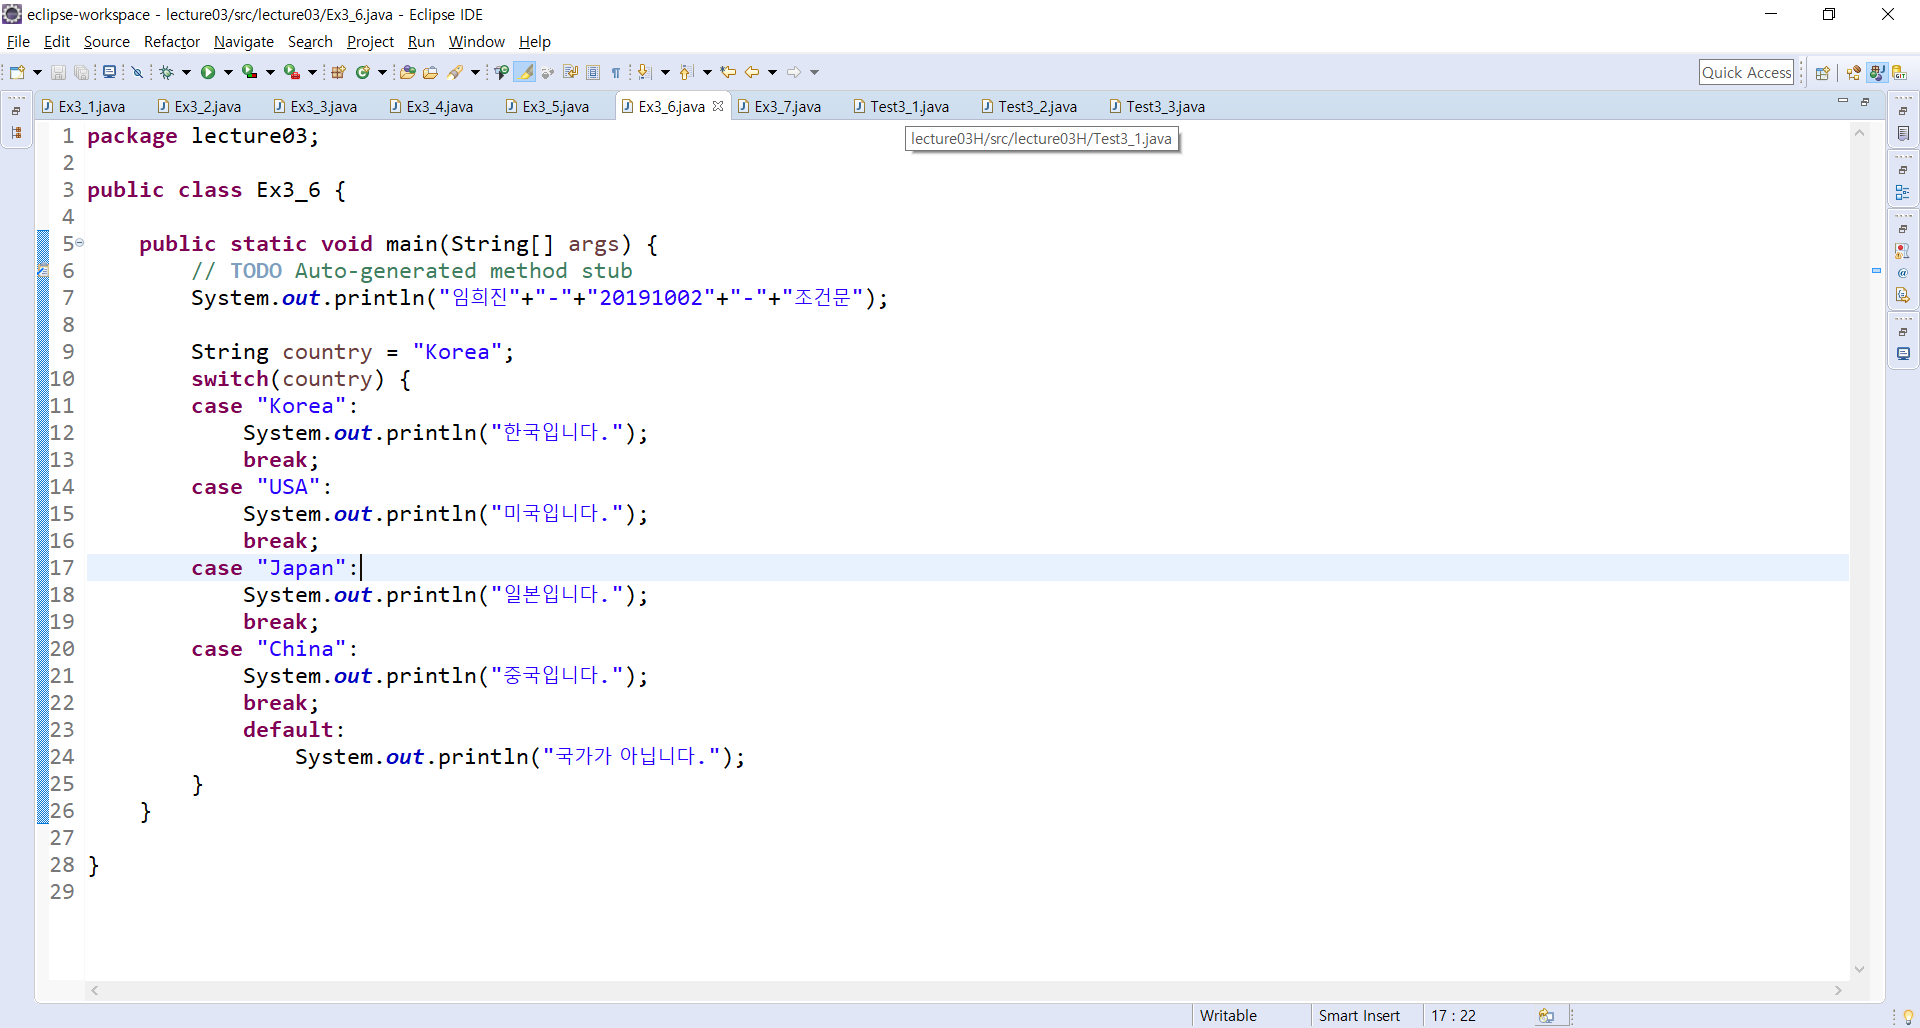 eclipse-workspace - lecture03/src/lecture03/Ex3_6.java - Eclipse IDE
File Edit Source Refactor Navigate Search Project Run Window Help
Quick Access
Ex3_1.java Ex3_2.java Ex3_3.java Ex3_4.java Ex3_5.java Ex3_6.java Ex3_7.java Test3_1.java Test3_2.java Test3_3.java
lecture03H/src/lecture03H/Test3_1.java
1 package lecture03;
2
3 public class Ex3_6 {
4
5     public static void main(String[] args) {
6         // TODO Auto-generated method stub
7         System.out.println("임희진"+"-"+"20191002"+"-"+"조건문");
8
9         String country = "Korea";
10         switch(country) {
11         case "Korea":
12             System.out.println("한국입니다.");
13             break;
14         case "USA":
15             System.out.println("미국입니다.");
16             break;
17         case "Japan":
18             System.out.println("일본입니다.");
19             break;
20         case "China":
21             System.out.println("중국입니다.");
22             break;
23             default:
24                 System.out.println("국가가 아닙니다.");
25         }
26     }
27
28 }
29
Writable Smart Insert 17 : 22